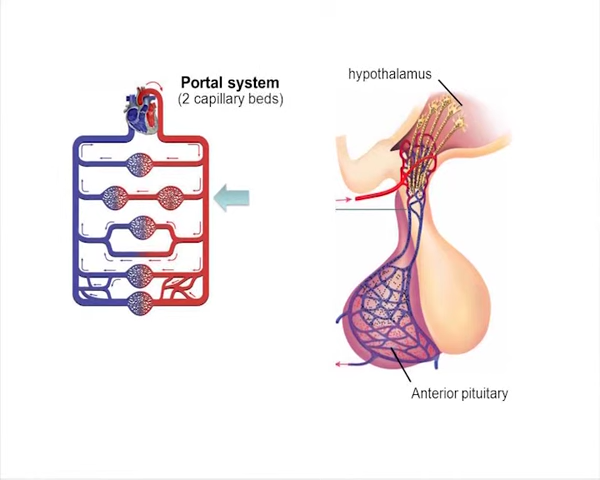 Portal system
(2 capillary beds)
hypothalamus
Anterior pituitary